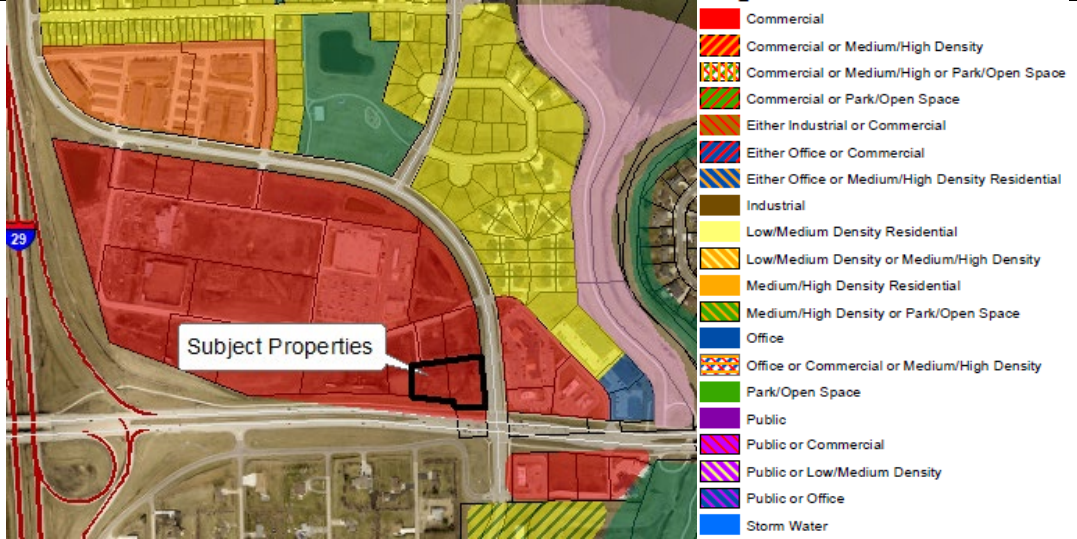 29
Subject Properties
Commercial
Commercial or Medium/High Density
Commercial or Medium/High or Park/Open Space
Commercial or Park/Open Space
Either Industrial or Commercial
Either Office or Commercial
Either Office or Medium/High Density Residential
Industrial
Low/Medium Density Residential
Low/Medium Density or Medium/High Density
Medium/High Density Residential
Medium/High Density or Park/Open Space
Office
Office or Commercial or Medium/High Density
Park/Open Space
Public
Public or Commercial
Public or Low/Medium Density
Public or Office
Storm Water